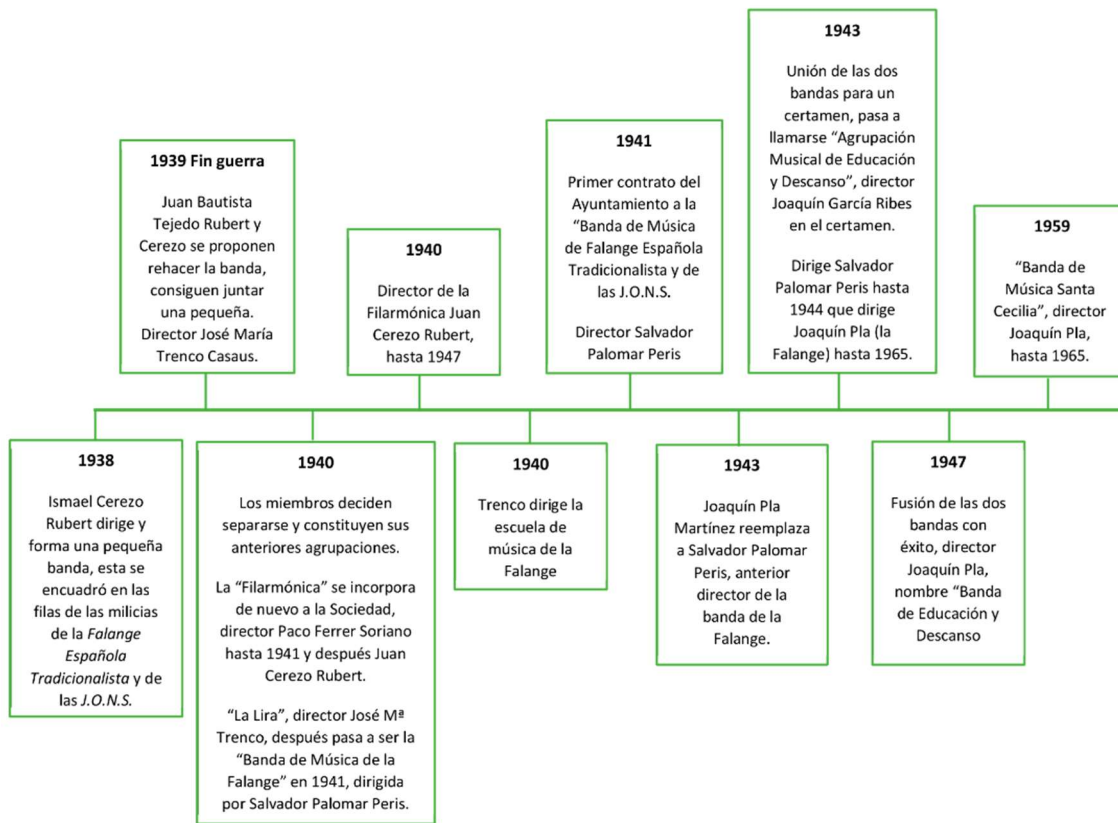 1938
Ismael Cerezo
Rubert dirige y
forma una pequeña
banda, esta se
encuadró en las
filas de las milicias
de la Falange
Española
Tradicionalista y de
las J.O.N.S.
1939 Fin guerra
Juan Bautista
Tejedo Rubert y
Cerezo se proponen
rehacer la banda,
consiguen juntar
una pequeña.
Director José María
Trenco Casaus.
1940
Los miembros deciden
separarse y constituyen sus
anteriores agrupaciones.
La “Filarmónica” se incorpora
de nuevo a la Sociedad,
director Paco Ferrer Soriano
hasta 1941 y después Juan
Cerezo Rubert.
“La Lira”, director José Mª
Trenco, después pasa a ser la
“Banda de Música de la
Falange” en 1941, dirigida
por Salvador Palomar Peris.
1940
Director de la
Filarmónica Juan
Cerezo Rubert,
hasta 1947
1940
Trenco dirige la
escuela de
música de la
Falange
1941
Primer contrato del
Ayuntamiento a la
“Banda de Música
de Falange Española
Tradicionalista y de
las J.O.N.S.
Director Salvador
Palomar Peris
1943
Joaquín Pla
Martínez reemplaza
a Salvador Palomar
Peris, anterior
director de la
banda de la
Falange.
1943
Unión de las dos
bandas para un
certamen, pasa a
llamarse “Agrupación
Musical de Educación
y Descanso”, director
Joaquín García Ribes
en el certamen.
Dirige Salvador
Palomar Peris hasta
1944 que dirige
Joaquín Pla (la
Falange) hasta 1965.
1947
Fusión de las dos
bandas con
éxito, director
Joaquín Pla,
nombre “Banda
de Educación y
Descanso
1959
“Banda de
Música Santa
Cecilia”, director
Joaquín Pla,
hasta 1965.